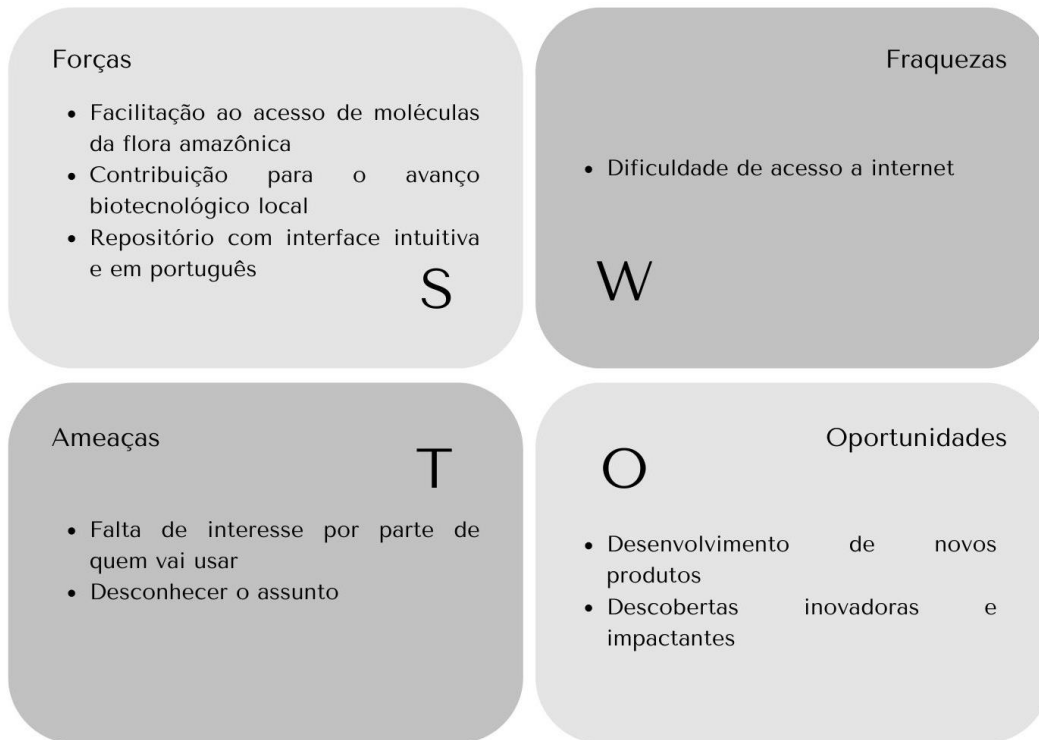 Forças
• Facilitação ao acesso de moléculas
da flora amazônica
• Contribuição para o avanço
biotecnológico local
• Repositório com interface intuitiva
e em português
S
Fraquezas
• Dificuldade de acesso a internet
W
Ameaças
T
• Falta de interesse por parte de
quem vai usar
• Desconhecer o assunto
Oportunidades
O
• Desenvolvimento de novos
produtos
• Descobertas inovadoras e
impactantes